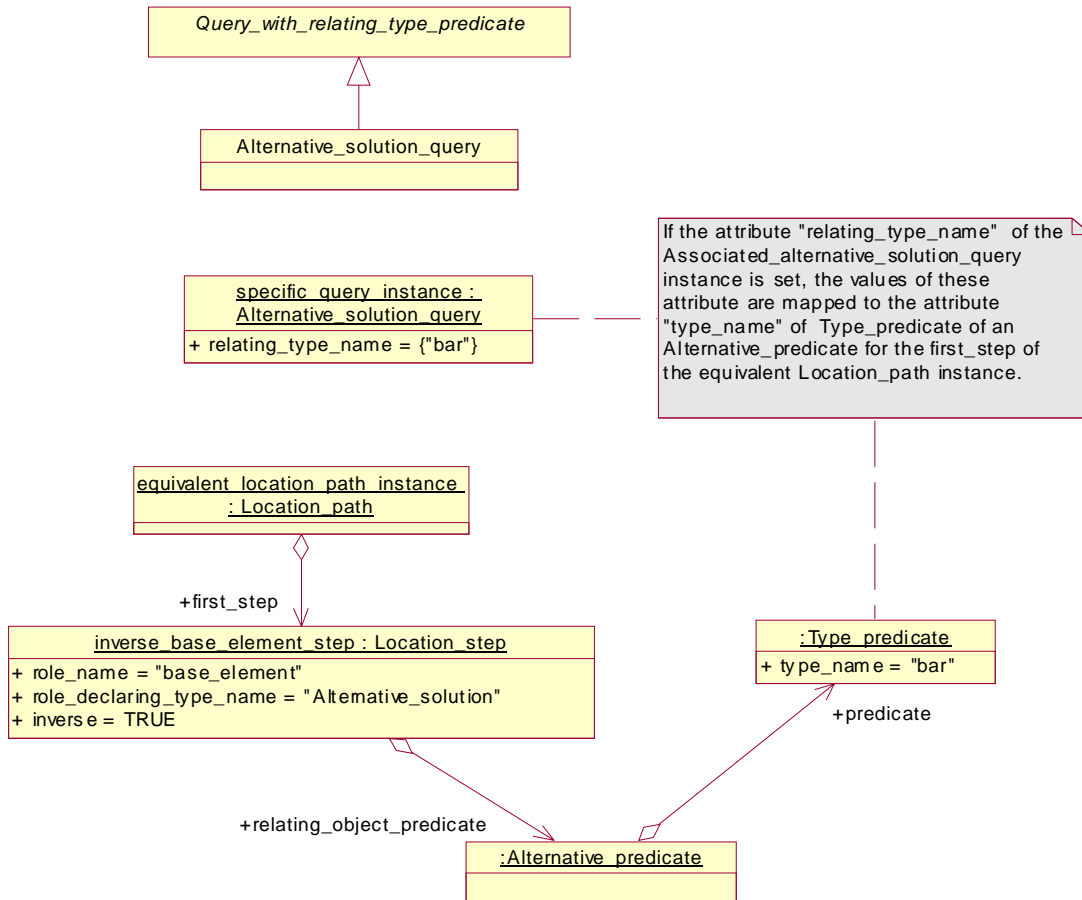 Query_with_relating_type_predicate
Alternative_solution_query
specific_query_instance :
Alternative_solution_query
+ relating_type_name = {"bar"}
If the attribute "relating_type_name" of the
Associated_alternative_solution_query
instance is set, the values of these
attribute are mapped to the attribute
"type_name" of Type_predicate of an
Alternative_predicate for the first_step of
the equivalent Location_path instance.
equivalent_location_path_instance
: Location_path
+first_step
inverse_base_element_step : Location_step
+ role_name = "base_element"
+ role_declaring_type_name = "Alternative_solution"
+ inverse = TRUE
:Type_predicate
+ type_name = "bar"
+predicate
+relating_object_predicate
:Alternative_predicate